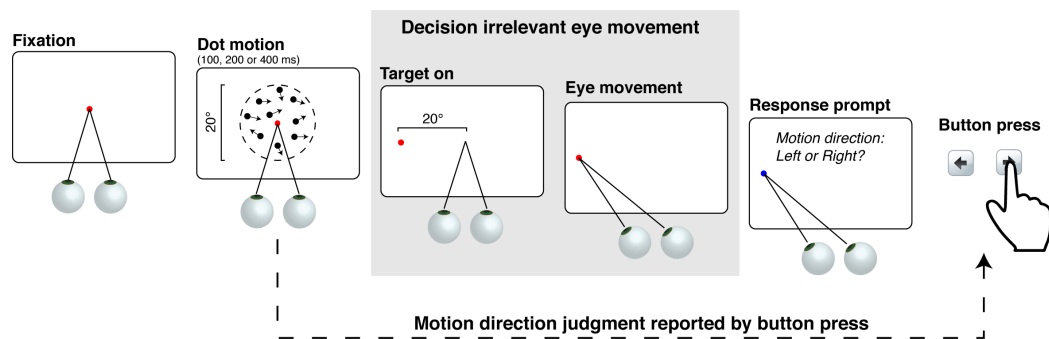 Decision irrelevant eye movement
Fixation
Dot motion
(100, 200 or 400 ms)
20°
Target on
20°
Eye movement
Response prompt
Motion direction:
Left or Right?
Button press
Motion direction judgment reported by button press